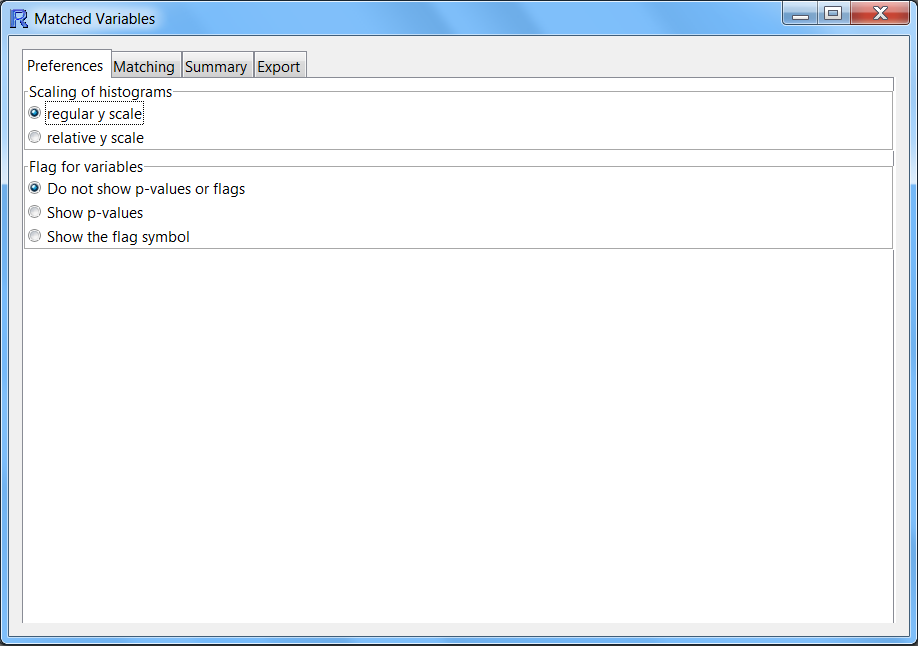 Matched Variables
Preferences Matching Summary Export
Scaling of histograms
regular y scale
relative y scale
Flag for variables
Do not show p-values or flags
Show p-values
Show the flag symbol